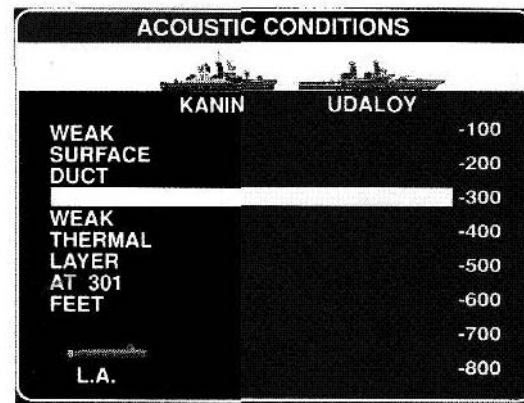 ACOUSTIC CONDITIONS
KANIN UDALOY
WEAK
SURFACE
DUCT
WEAK
THERMAL
LAYER
AT 301
FEET
L.A.
-100
-200
-300
-400
-500
-600
-700
-800